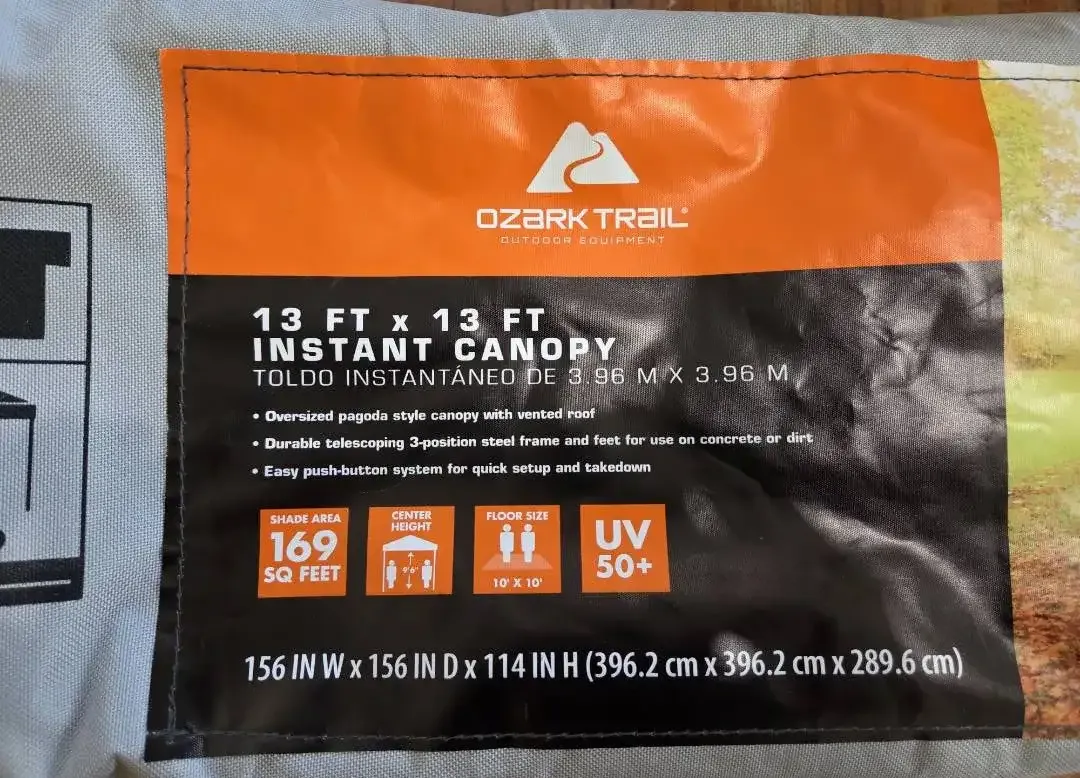 OZARK TRAIL®
OUTDOOR EQUIPMENT
13 FT x 13 FT
INSTANT CANOPY
TOLDO INSTANTÁNEO DE 3.96 M X 3.96 M
• Oversized pagoda style canopy with vented roof
• Durable telescoping 3-position steel frame and feet for use on concrete or dirt
• Easy push-button system for quick setup and takedown
SHADE AREA
169
SQ FEET
CENTER
HEIGHT
9'6"
FLOOR SIZE
10' X 10'
UV
50+
156 IN W x 156 IN D x 114 IN H (396.2 cm x 396.2 cm x 289.6 cm)